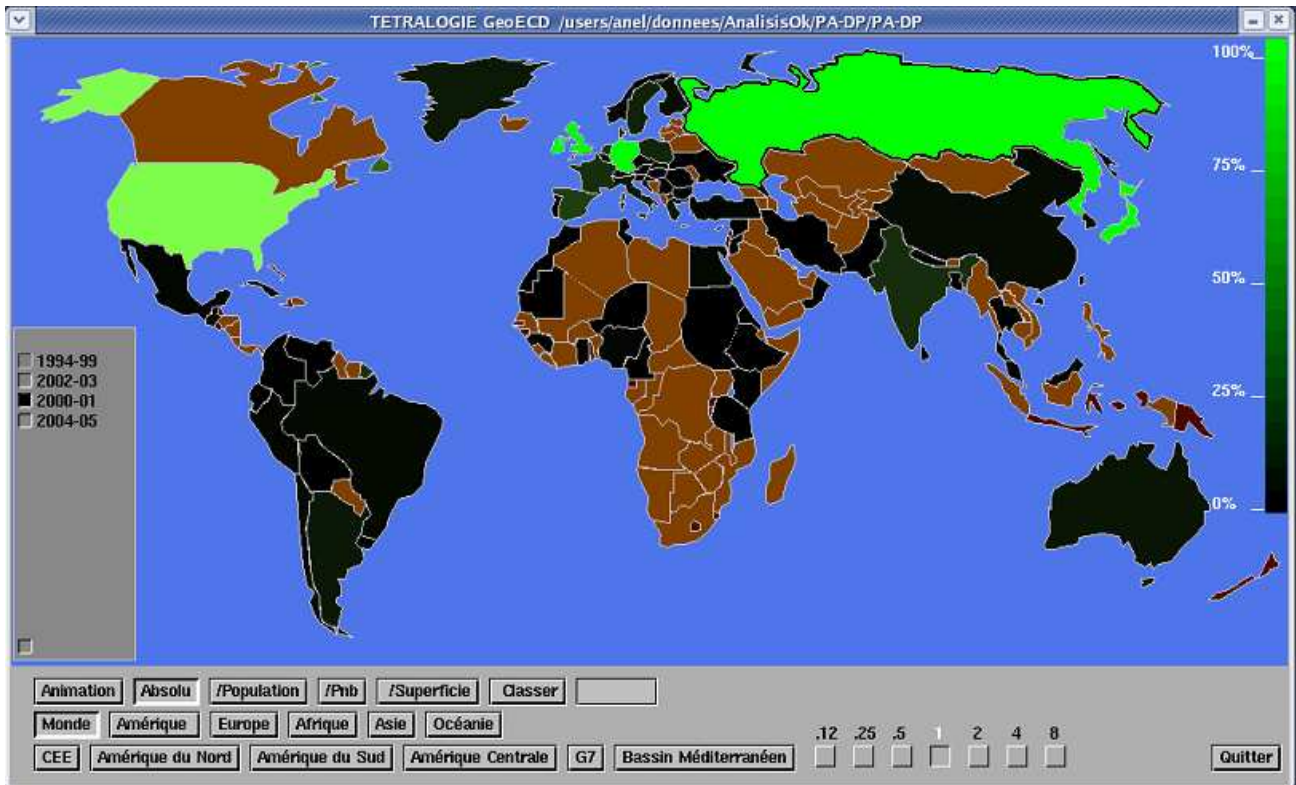 TETRALOGIE GeoECD /users/anel/donnees/AnalisisOk/PA-DP/PA-DP
100%
75%
50%
25%
0%
1994-99
2002-03
2000-01
2004-05
Animation Absolu /Population /Pnb /Superficie Classer
Monde Amérique Europe Afrique Asie Océanie
.12 .25 .5 1 2 4 8
CEE Amérique du Nord Amérique du Sud Amérique Centrale G7 Bassin Méditerranéen Quitter